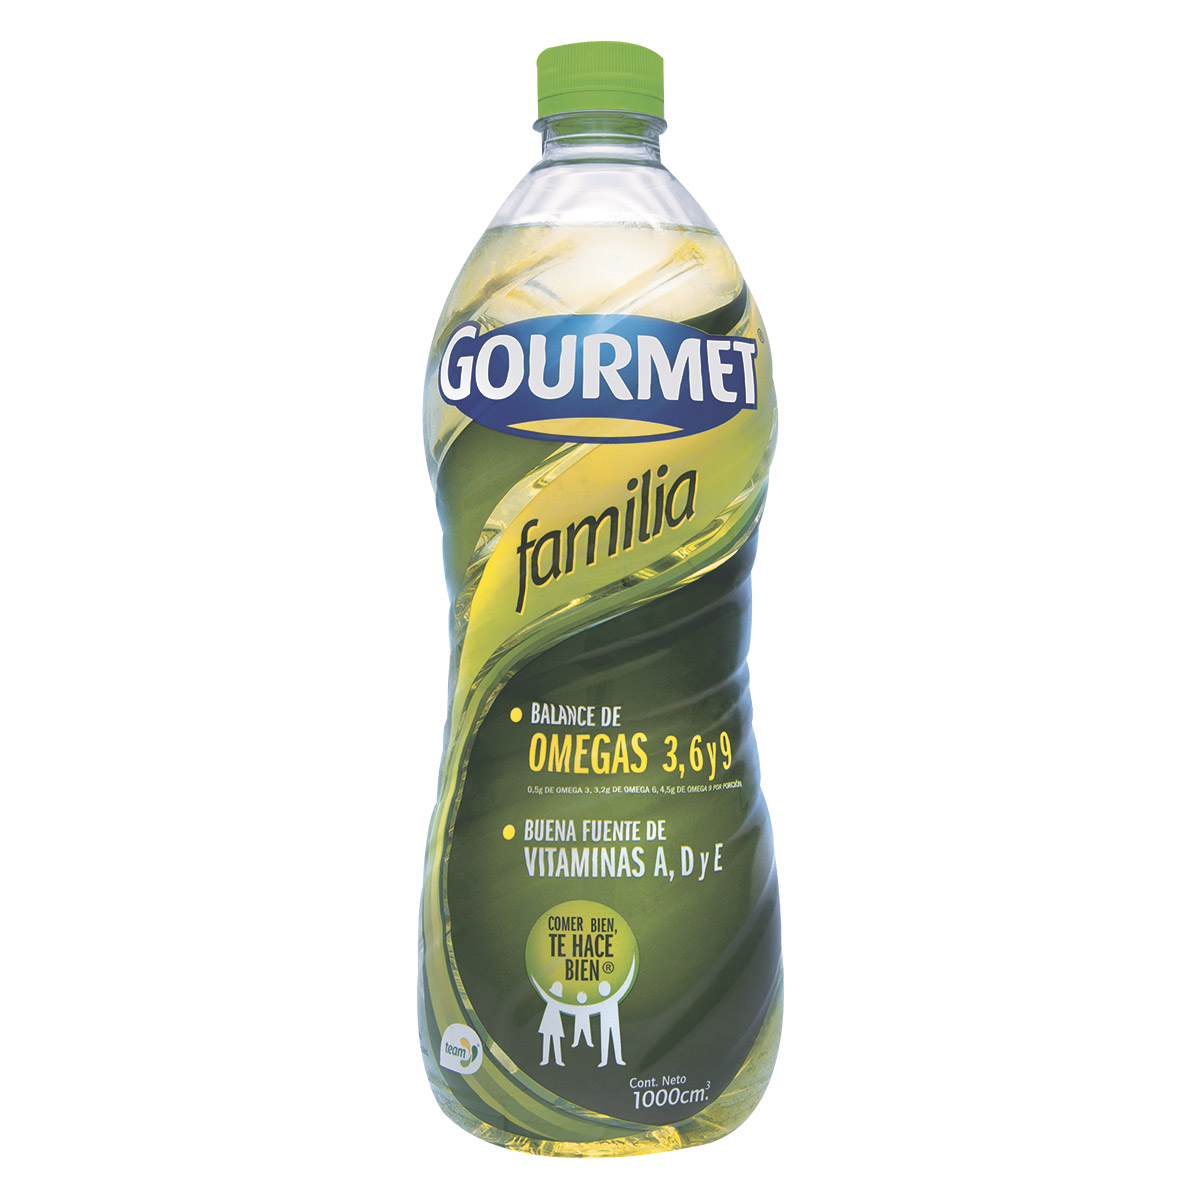 GOURMET®
familia
BALANCE DE
OMEGAS 3, 6 y 9
0,5g DE OMEGA 3, 3,2g DE OMEGA 6, 4,5g DE OMEGA 9 POR PORCIÓN
BUENA FUENTE DE
VITAMINAS A, D y E
COMER BIEN,
TE HACE
BIEN®
team
Cont. Neto
1000cm.³